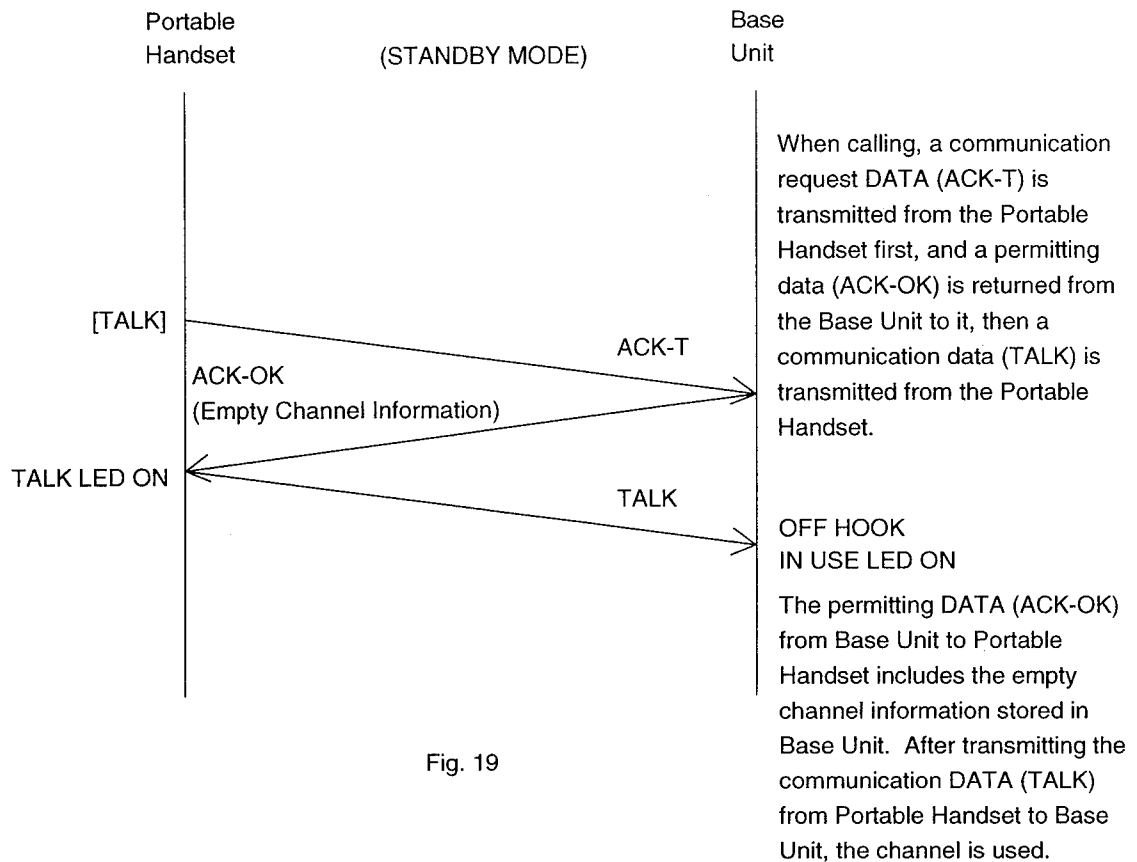 Portable
Handset
(STANDBY MODE)
Base
Unit
When calling, a communication
request DATA (ACK-T) is
transmitted from the Portable
Handset first, and a permitting
data (ACK-OK) is returned from
the Base Unit to it, then a
communication data (TALK) is
transmitted from the Portable
Handset.
[TALK]
ACK-T
ACK-OK
(Empty Channel Information)
TALK LED ON
TALK
OFF HOOK
IN USE LED ON
The permitting DATA (ACK-OK)
from Base Unit to Portable
Handset includes the empty
channel information stored in
Base Unit. After transmitting the
communication DATA (TALK)
from Portable Handset to Base
Unit, the channel is used.
Fig. 19